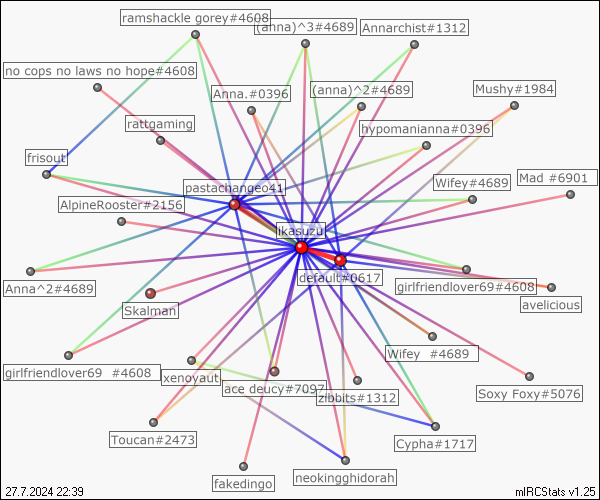 ramshackle gorey#4608
(anna)^3#4689
Annarchist#1312
no cops no laws no hope#4608
Anna.#0396
(anna)^2#4689
Mushy#1984
rattgaming
hypomanianna#0396
frisout
pastachangeo41
Wifey#4689
Mad #6901
AlpineRooster#2156
ikasuzu
default#0617
Anna^2#4689
girlfriendlover69#4608
avelicious
Skalman
Wifey #4689
girlfriendlover69 #4608
xenoyaut
ace deucy#7097
zibbits#1312
Soxy Foxy#5076
Toucan#2473
Cypha#1717
fakedingo
neokingghidorah
27.7.2024 22:39
mIRCStats v1.25